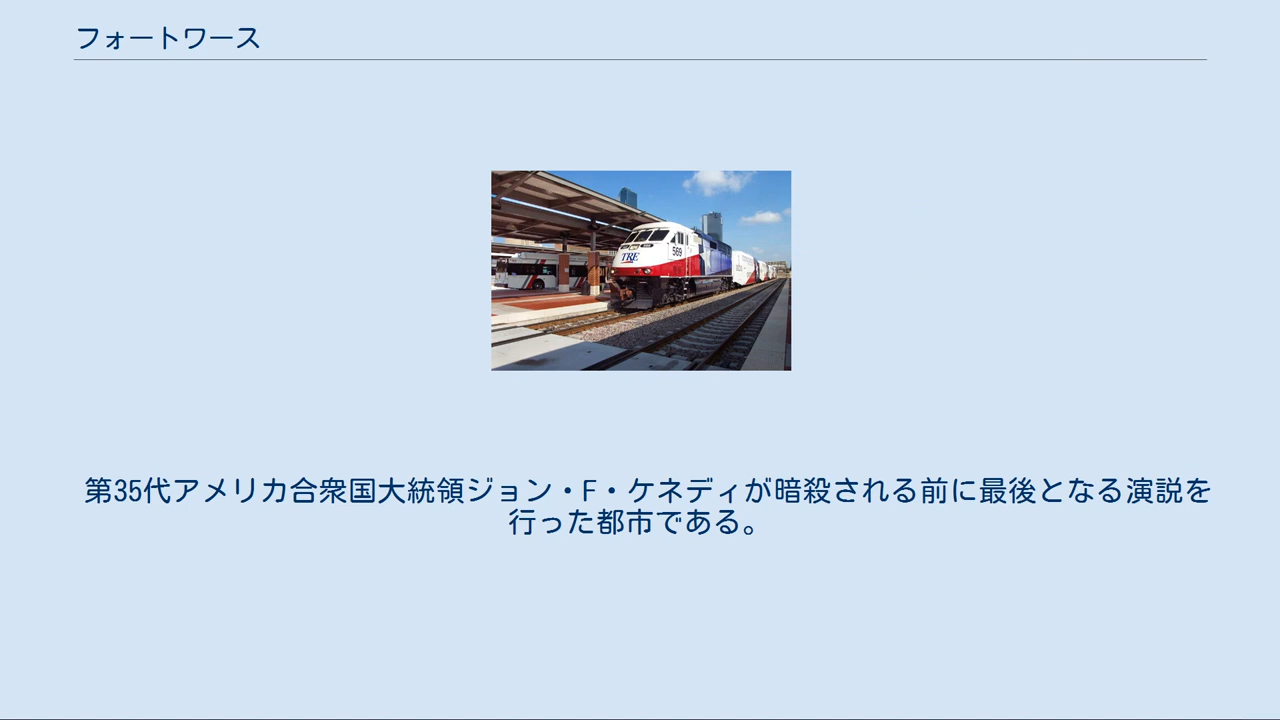 フォートワース
569
TRE
第35代アメリカ合衆国大統領ジョン・F・ケネディが暗殺される前に最後となる演説を
行った都市である。